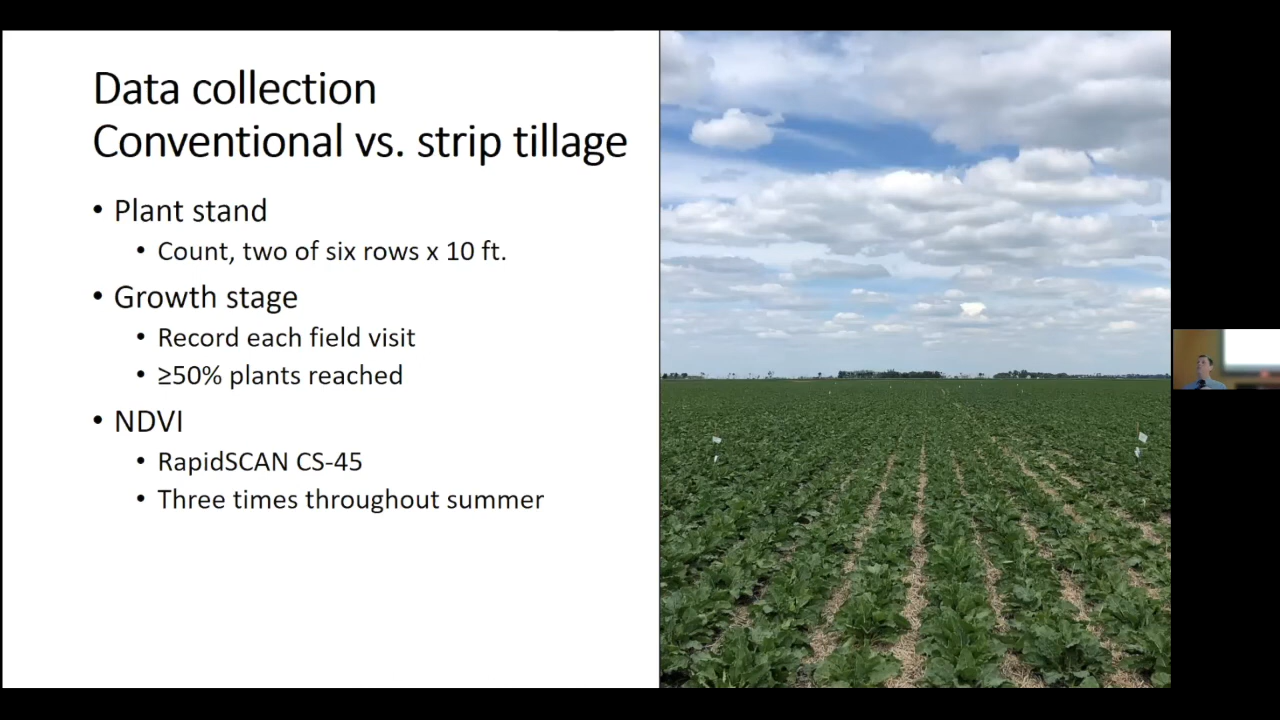 Data collection
Conventional vs. strip tillage
• Plant stand
• Count, two of six rows x 10 ft.
• Growth stage
• Record each field visit
• ≥50% plants reached
• NDVI
• RapidSCAN CS-45
• Three times throughout summer